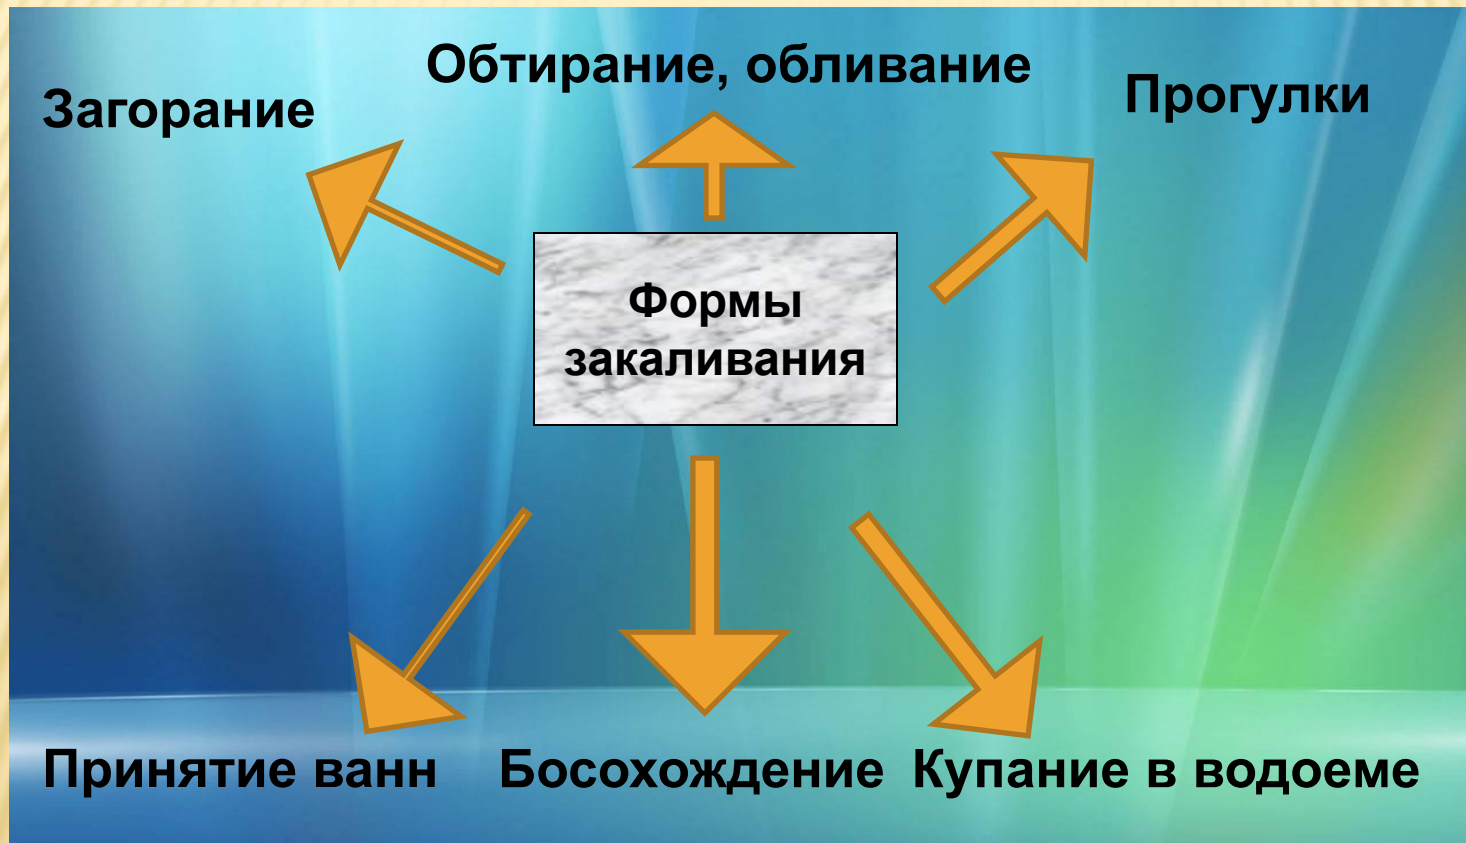 Обтирание, обливание
Загорание
Прогулки
Формы
закаливания
Принятие ванн
Босохождение
Купание в водоеме